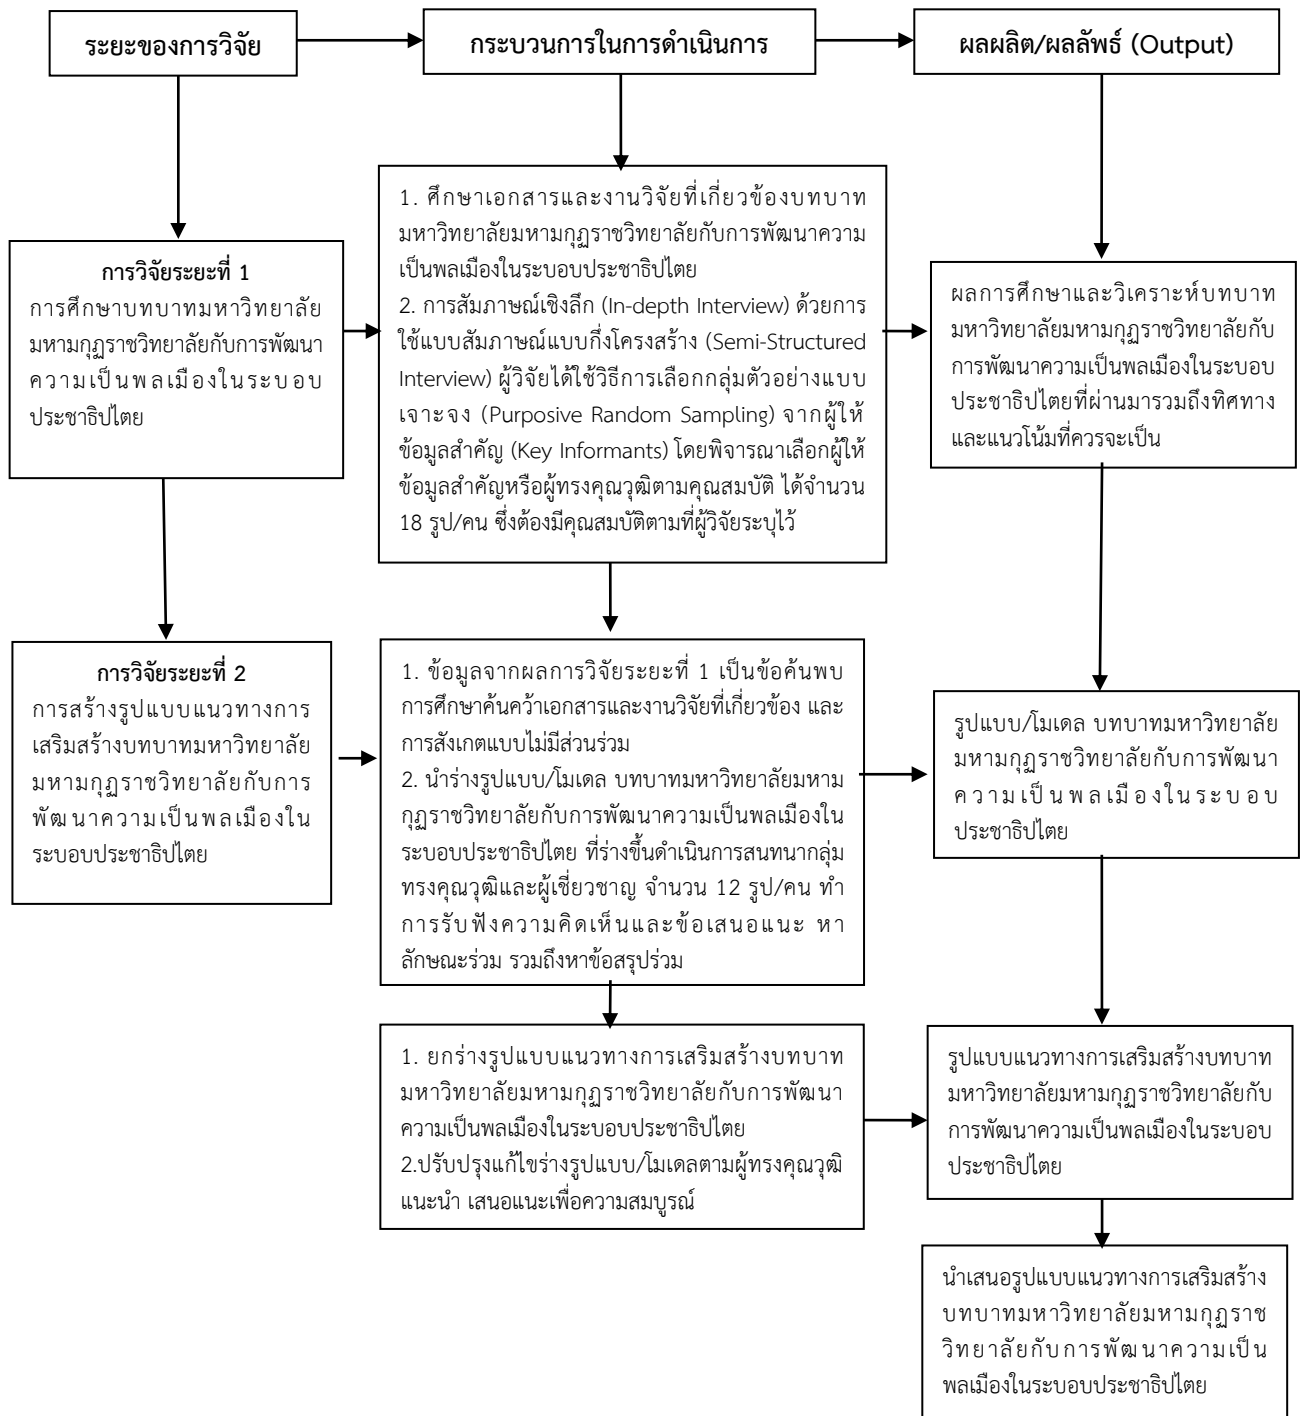 ระยะของการวิจัย
กระบวนการในการดำเนินการ
ผลผลิต/ผลลัพธ์ (Output)
การวิจัยระยะที่ 1
การศึกษาบทบาทมหาวิทยาลัย
มหามกุฏราชวิทยาลัยกับการพัฒนา
ความเป็นพลเมืองในระบอบ
ประชาธิปไตย
1. ศึกษาเอกสารและงานวิจัยที่เกี่ยวข้องบทบาท
มหาวิทยาลัยมหามกุฏราชวิทยาลัยกับการพัฒนาความ
เป็นพลเมืองในระบอบประชาธิปไตย
2. การสัมภาษณ์เชิงลึก (In-depth Interview) ด้วยการ
ใช้แบบสัมภาษณ์แบบกึ่งโครงสร้าง (Semi-Structured
Interview) ผู้วิจัยได้ใช้วิธีการเลือกกลุ่มตัวอย่างแบบ
เจาะจง (Purposive Random Sampling) จากผู้ให้
ข้อมูลสำคัญ (Key Informants) โดยพิจารณาเลือกผู้ให้
ข้อมูลสำคัญหรือผู้ทรงคุณวุฒิตามคุณสมบัติ ได้จำนวน
18 รูป/คน ซึ่งต้องมีคุณสมบัติตามที่ผู้วิจัยระบุไว้
ผลการศึกษาและวิเคราะห์บทบาท
มหาวิทยาลัยมหามกุฏราชวิทยาลัยกับ
การพัฒนาความเป็นพลเมืองในระบอบ
ประชาธิปไตยที่ผ่านมารวมถึงทิศทาง
และแนวโน้มที่ควรจะเป็น
การวิจัยระยะที่ 2
การสร้างรูปแบบแนวทางการ
เสริมสร้างบทบาทมหาวิทยาลัย
มหามกุฏราชวิทยาลัยกับการ
พัฒนาความเป็นพลเมืองใน
ระบอบประชาธิปไตย
1. ข้อมูลจากผลการวิจัยระยะที่ 1 เป็นข้อค้นพบ
การศึกษาค้นคว้าเอกสารและงานวิจัยที่เกี่ยวข้อง และ
การสังเกตแบบไม่มีส่วนร่วม
2. นำร่างรูปแบบ/โมเดล บทบาทมหาวิทยาลัยมหาม
กุฏราชวิทยาลัยกับการพัฒนาความเป็นพลเมืองใน
ระบอบประชาธิปไตย ที่ร่างขึ้นดำเนินการสนทนากลุ่ม
ทรงคุณวุฒิและผู้เชี่ยวชาญ จำนวน 12 รูป/คน ทำ
การรับฟังความคิดเห็นและข้อเสนอแนะ หา
ลักษณะร่วม รวมถึงหาข้อสรุปร่วม
รูปแบบ/โมเดล บทบาทมหาวิทยาลัย
มหามกุฏราชวิทยาลัยกับการพัฒนา
ความเป็นพลเมืองในระบอบ
ประชาธิปไตย
1. ยกร่างรูปแบบแนวทางการเสริมสร้างบทบาท
มหาวิทยาลัยมหามกุฏราชวิทยาลัยกับการพัฒนา
ความเป็นพลเมืองในระบอบประชาธิปไตย
2.ปรับปรุงแก้ไขร่างรูปแบบ/โมเดลตามผู้ทรงคุณวุฒิ
แนะนำ เสนอแนะเพื่อความสมบูรณ์
รูปแบบแนวทางการเสริมสร้างบทบาท
มหาวิทยาลัยมหามกุฏราชวิทยาลัยกับ
การพัฒนาความเป็นพลเมืองในระบอบ
ประชาธิปไตย
นำเสนอรูปแบบแนวทางการเสริมสร้าง
บทบาทมหาวิทยาลัยมหามกุฏราช
วิทยาลัยกับการพัฒนาความเป็น
พลเมืองในระบอบประชาธิปไตย